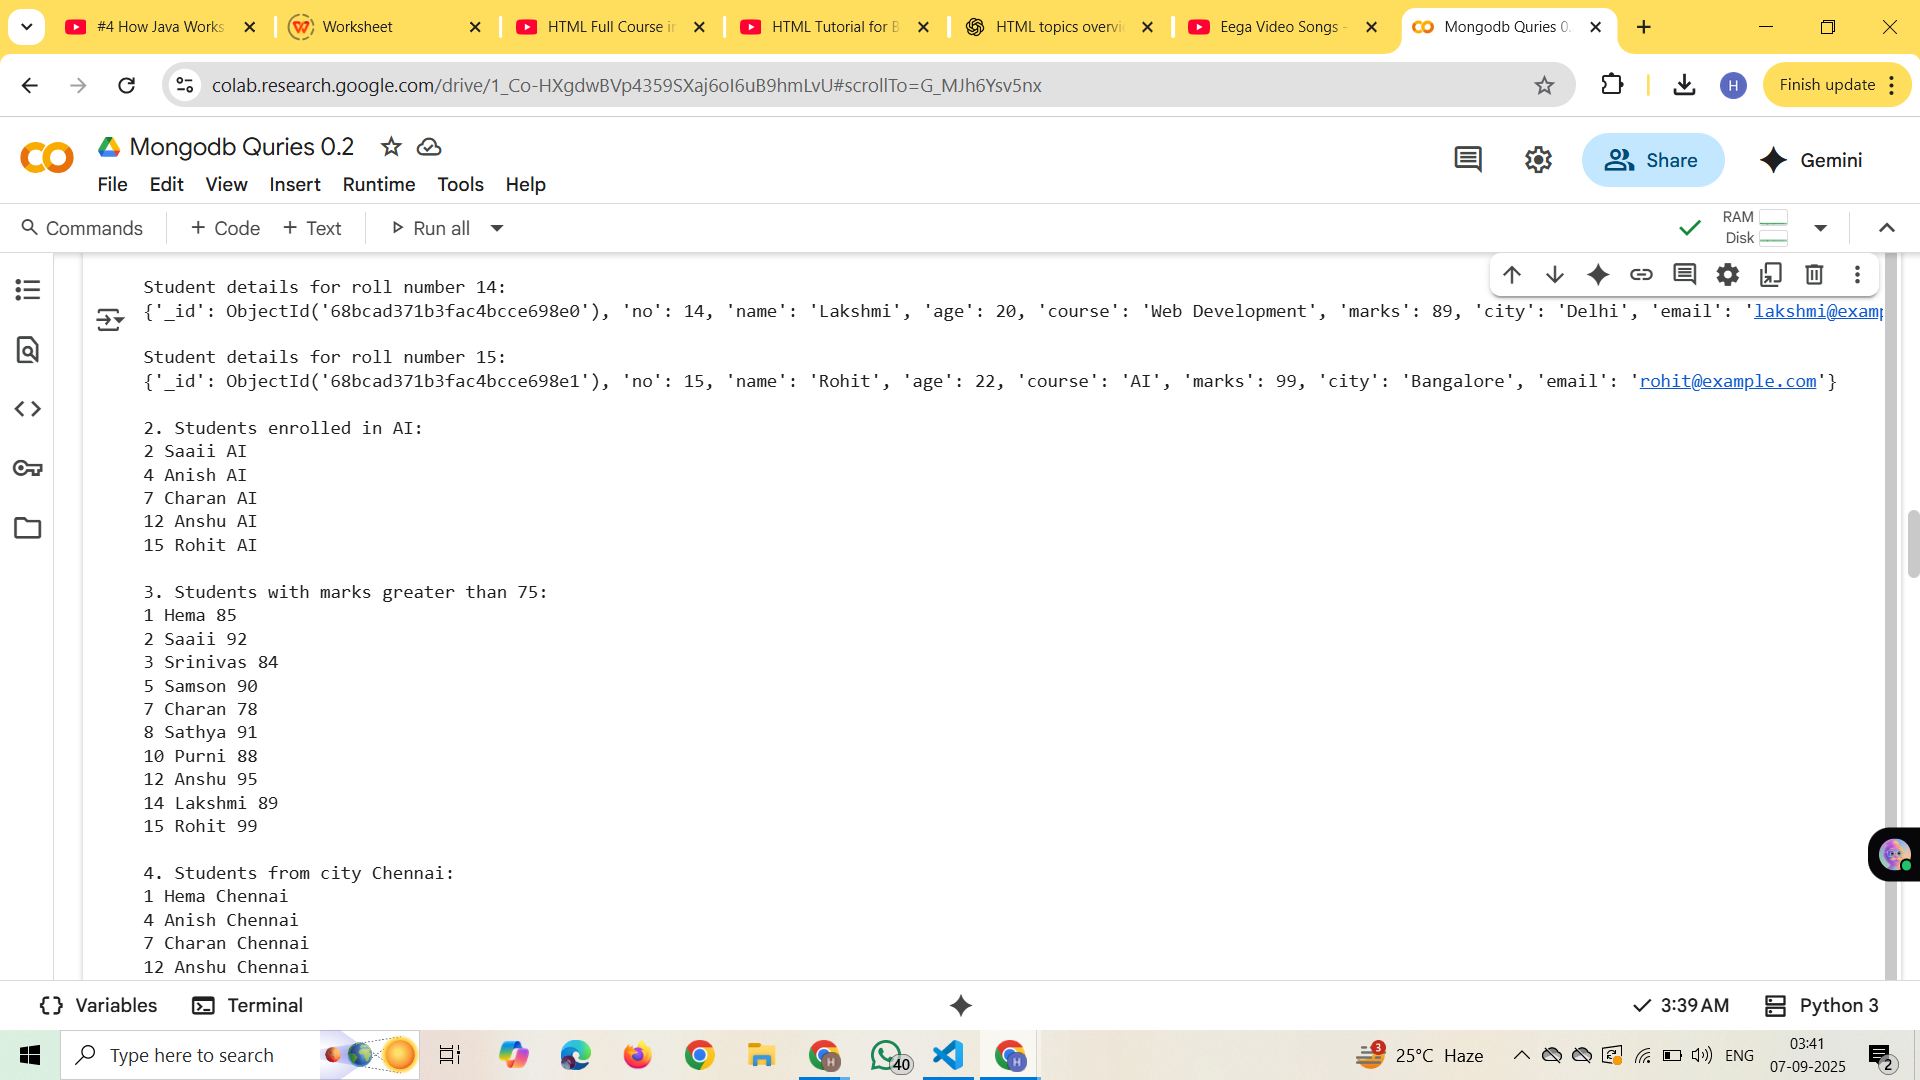 #4 How Java Works
Worksheet
HTML Full Course in
HTML Tutorial for B
HTML topics overvi
Eega Video Songs -
Mongodb Quries 0.
colab.research.google.com/drive/1_Co-HXgdwBVp4359SXaj6oI6uB9hmLvU#scrollTo=G_MJh6Ysv5nx
H
Finish update
Mongodb Quries 0.2
Share
Gemini
File Edit View Insert Runtime Tools Help
Commands + Code + Text Run all
RAM
Disk
Student details for roll number 14:
{'_id': ObjectId('68bcad371b3fac4bcce698e0'), 'no': 14, 'name': 'Lakshmi', 'age': 20, 'course': 'Web Development', 'marks': 89, 'city': 'Delhi', 'email': 'lakshmi@examp
Student details for roll number 15:
{'_id': ObjectId('68bcad371b3fac4bcce698e1'), 'no': 15, 'name': 'Rohit', 'age': 22, 'course': 'AI', 'marks': 99, 'city': 'Bangalore', 'email': 'rohit@example.com'}
2. Students enrolled in AI:
2 Saaii AI
4 Anish AI
7 Charan AI
12 Anshu AI
15 Rohit AI
3. Students with marks greater than 75:
1 Hema 85
2 Saaii 92
3 Srinivas 84
5 Samson 90
7 Charan 78
8 Sathya 91
10 Purni 88
12 Anshu 95
14 Lakshmi 89
15 Rohit 99
4. Students from city Chennai:
1 Hema Chennai
4 Anish Chennai
7 Charan Chennai
12 Anshu Chennai
{} Variables Terminal
3:39 AM Python 3
Type here to search
H
40
H
3
25°C Haze
ENG
03:41
07-09-2025
2